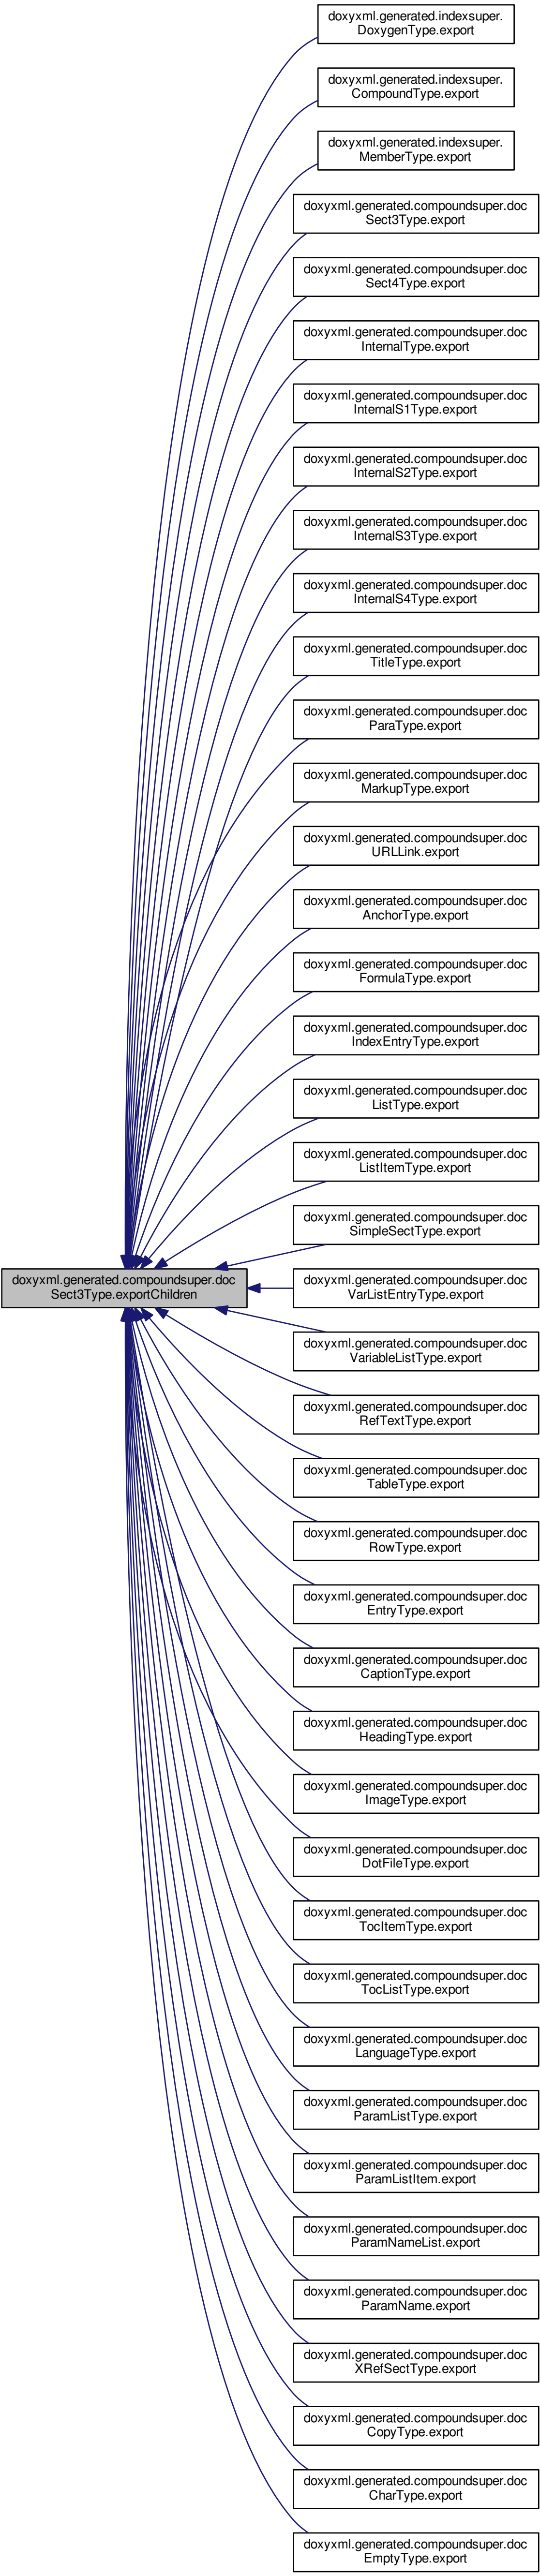 doxyxml.generated.indexsuper.
DoxygenType.export
doxyxml.generated.indexsuper.
CompoundType.export
doxyxml.generated.indexsuper.
MemberType.export
doxyxml.generated.compoundsuper.doc
Sect3Type.export
doxyxml.generated.compoundsuper.doc
Sect4Type.export
doxyxml.generated.compoundsuper.doc
InternalType.export
doxyxml.generated.compoundsuper.doc
InternalS1Type.export
doxyxml.generated.compoundsuper.doc
InternalS2Type.export
doxyxml.generated.compoundsuper.doc
InternalS3Type.export
doxyxml.generated.compoundsuper.doc
InternalS4Type.export
doxyxml.generated.compoundsuper.doc
TitleType.export
doxyxml.generated.compoundsuper.doc
ParaType.export
doxyxml.generated.compoundsuper.doc
MarkupType.export
doxyxml.generated.compoundsuper.doc
URLLink.export
doxyxml.generated.compoundsuper.doc
AnchorType.export
doxyxml.generated.compoundsuper.doc
FormulaType.export
doxyxml.generated.compoundsuper.doc
IndexEntryType.export
doxyxml.generated.compoundsuper.doc
ListType.export
doxyxml.generated.compoundsuper.doc
ListItemType.export
doxyxml.generated.compoundsuper.doc
SimpleSectType.export
doxyxml.generated.compoundsuper.doc
Sect3Type.exportChildren
doxyxml.generated.compoundsuper.doc
VarListEntryType.export
doxyxml.generated.compoundsuper.doc
VariableListType.export
doxyxml.generated.compoundsuper.doc
RefTextType.export
doxyxml.generated.compoundsuper.doc
TableType.export
doxyxml.generated.compoundsuper.doc
RowType.export
doxyxml.generated.compoundsuper.doc
EntryType.export
doxyxml.generated.compoundsuper.doc
CaptionType.export
doxyxml.generated.compoundsuper.doc
HeadingType.export
doxyxml.generated.compoundsuper.doc
ImageType.export
doxyxml.generated.compoundsuper.doc
DotFileType.export
doxyxml.generated.compoundsuper.doc
TocItemType.export
doxyxml.generated.compoundsuper.doc
TocListType.export
doxyxml.generated.compoundsuper.doc
LanguageType.export
doxyxml.generated.compoundsuper.doc
ParamListType.export
doxyxml.generated.compoundsuper.doc
ParamListItem.export
doxyxml.generated.compoundsuper.doc
ParamNameList.export
doxyxml.generated.compoundsuper.doc
ParamName.export
doxyxml.generated.compoundsuper.doc
XRefSectType.export
doxyxml.generated.compoundsuper.doc
CopyType.export
doxyxml.generated.compoundsuper.doc
CharType.export
doxyxml.generated.compoundsuper.doc
EmptyType.export